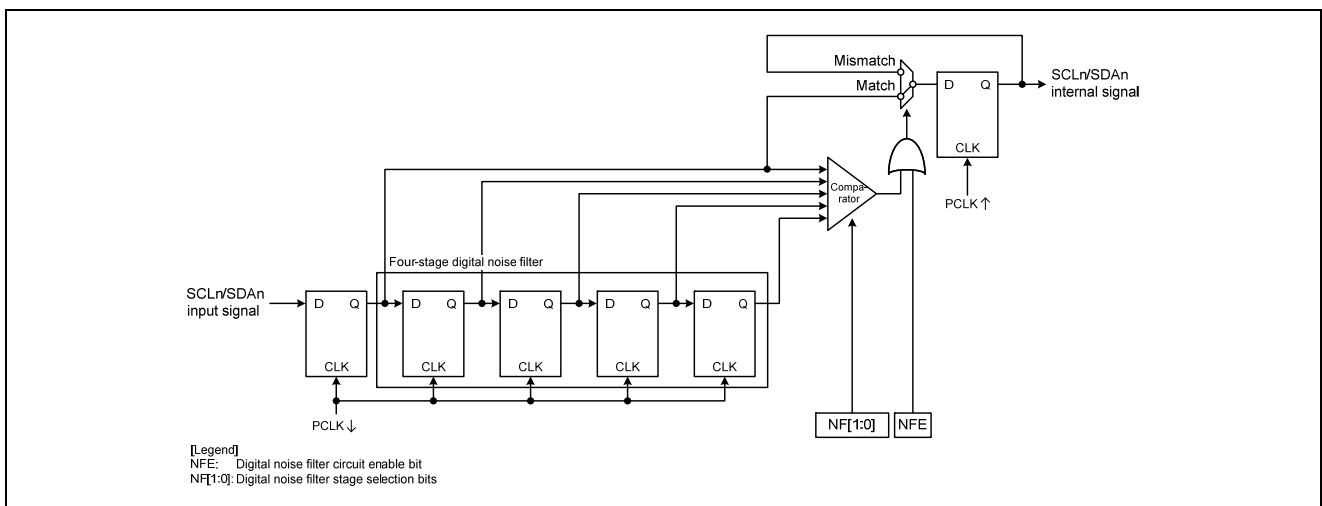 Mismatch
Match
D Q
CLK
PCLK↑
SCLn/SDAn
internal signal
Compa-
rator
Four-stage digital noise filter
SCLn/SDAn
input signal
D Q
CLK
D Q
CLK
D Q
CLK
D Q
CLK
D Q
CLK
PCLK↓
NF[1:0]
NFE
[Legend]
NFE: Digital noise filter circuit enable bit
NF[1:0]: Digital noise filter stage selection bits